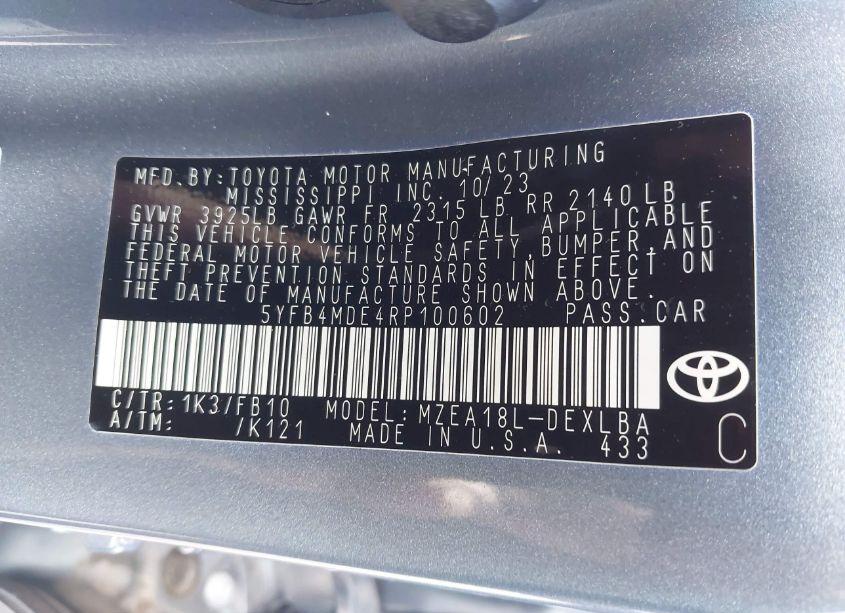 MFD.BY:TOYOTA MOTOR MANUFACTURING
MISSISSIPPI INC. 10/23
GVWR 3925LB GAWR FR 2315 LB RR 2140 LB
THIS VEHICLE CONFORMS TO ALL APPLICABLE
FEDERAL MOTOR VEHICLE SAFETY,BUMPER,AND
THEFT PREVENTION STANDARDS IN EFFECT ON
THE DATE OF MANUFACTURE SHOWN ABOVE.
5YFB4MDE4RP100602 PASS.CAR
C/TR: 1K3/FB10 MODEL: MZEA18L-DEXLBA
A/TM: /K121 MADE IN U.S.A. 433 C